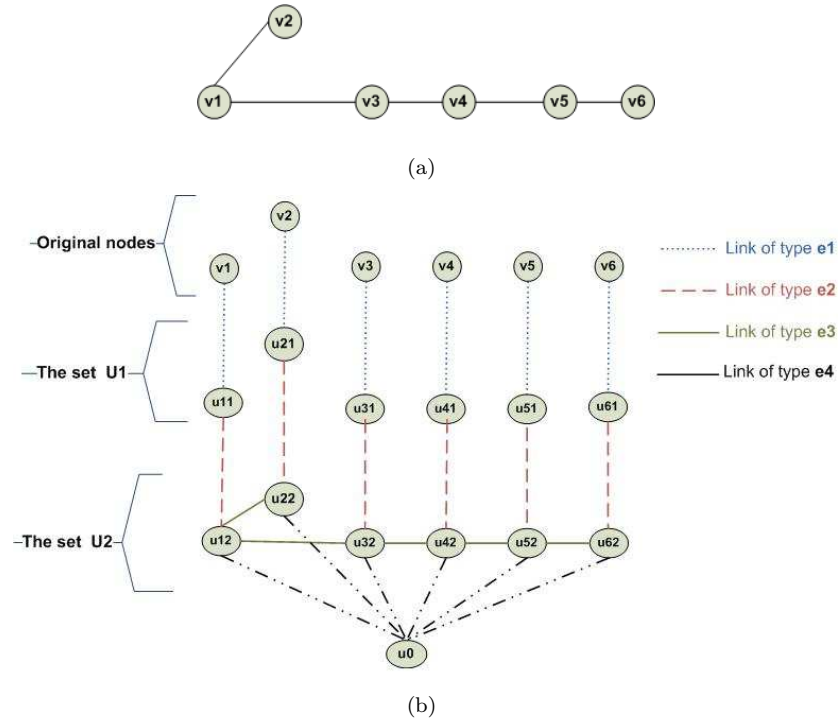 v2
v1 v3 v4 v5 v6
(a)
v2
Original nodes
v1 v3 v4 v5 v6
Link of type e1
Link of type e2
u21
Link of type e3
The set U1
Link of type e4
u11 u31 u41 u51 u61
u22
The set U2
u12 u32 u42 u52 u62
u0
(b)